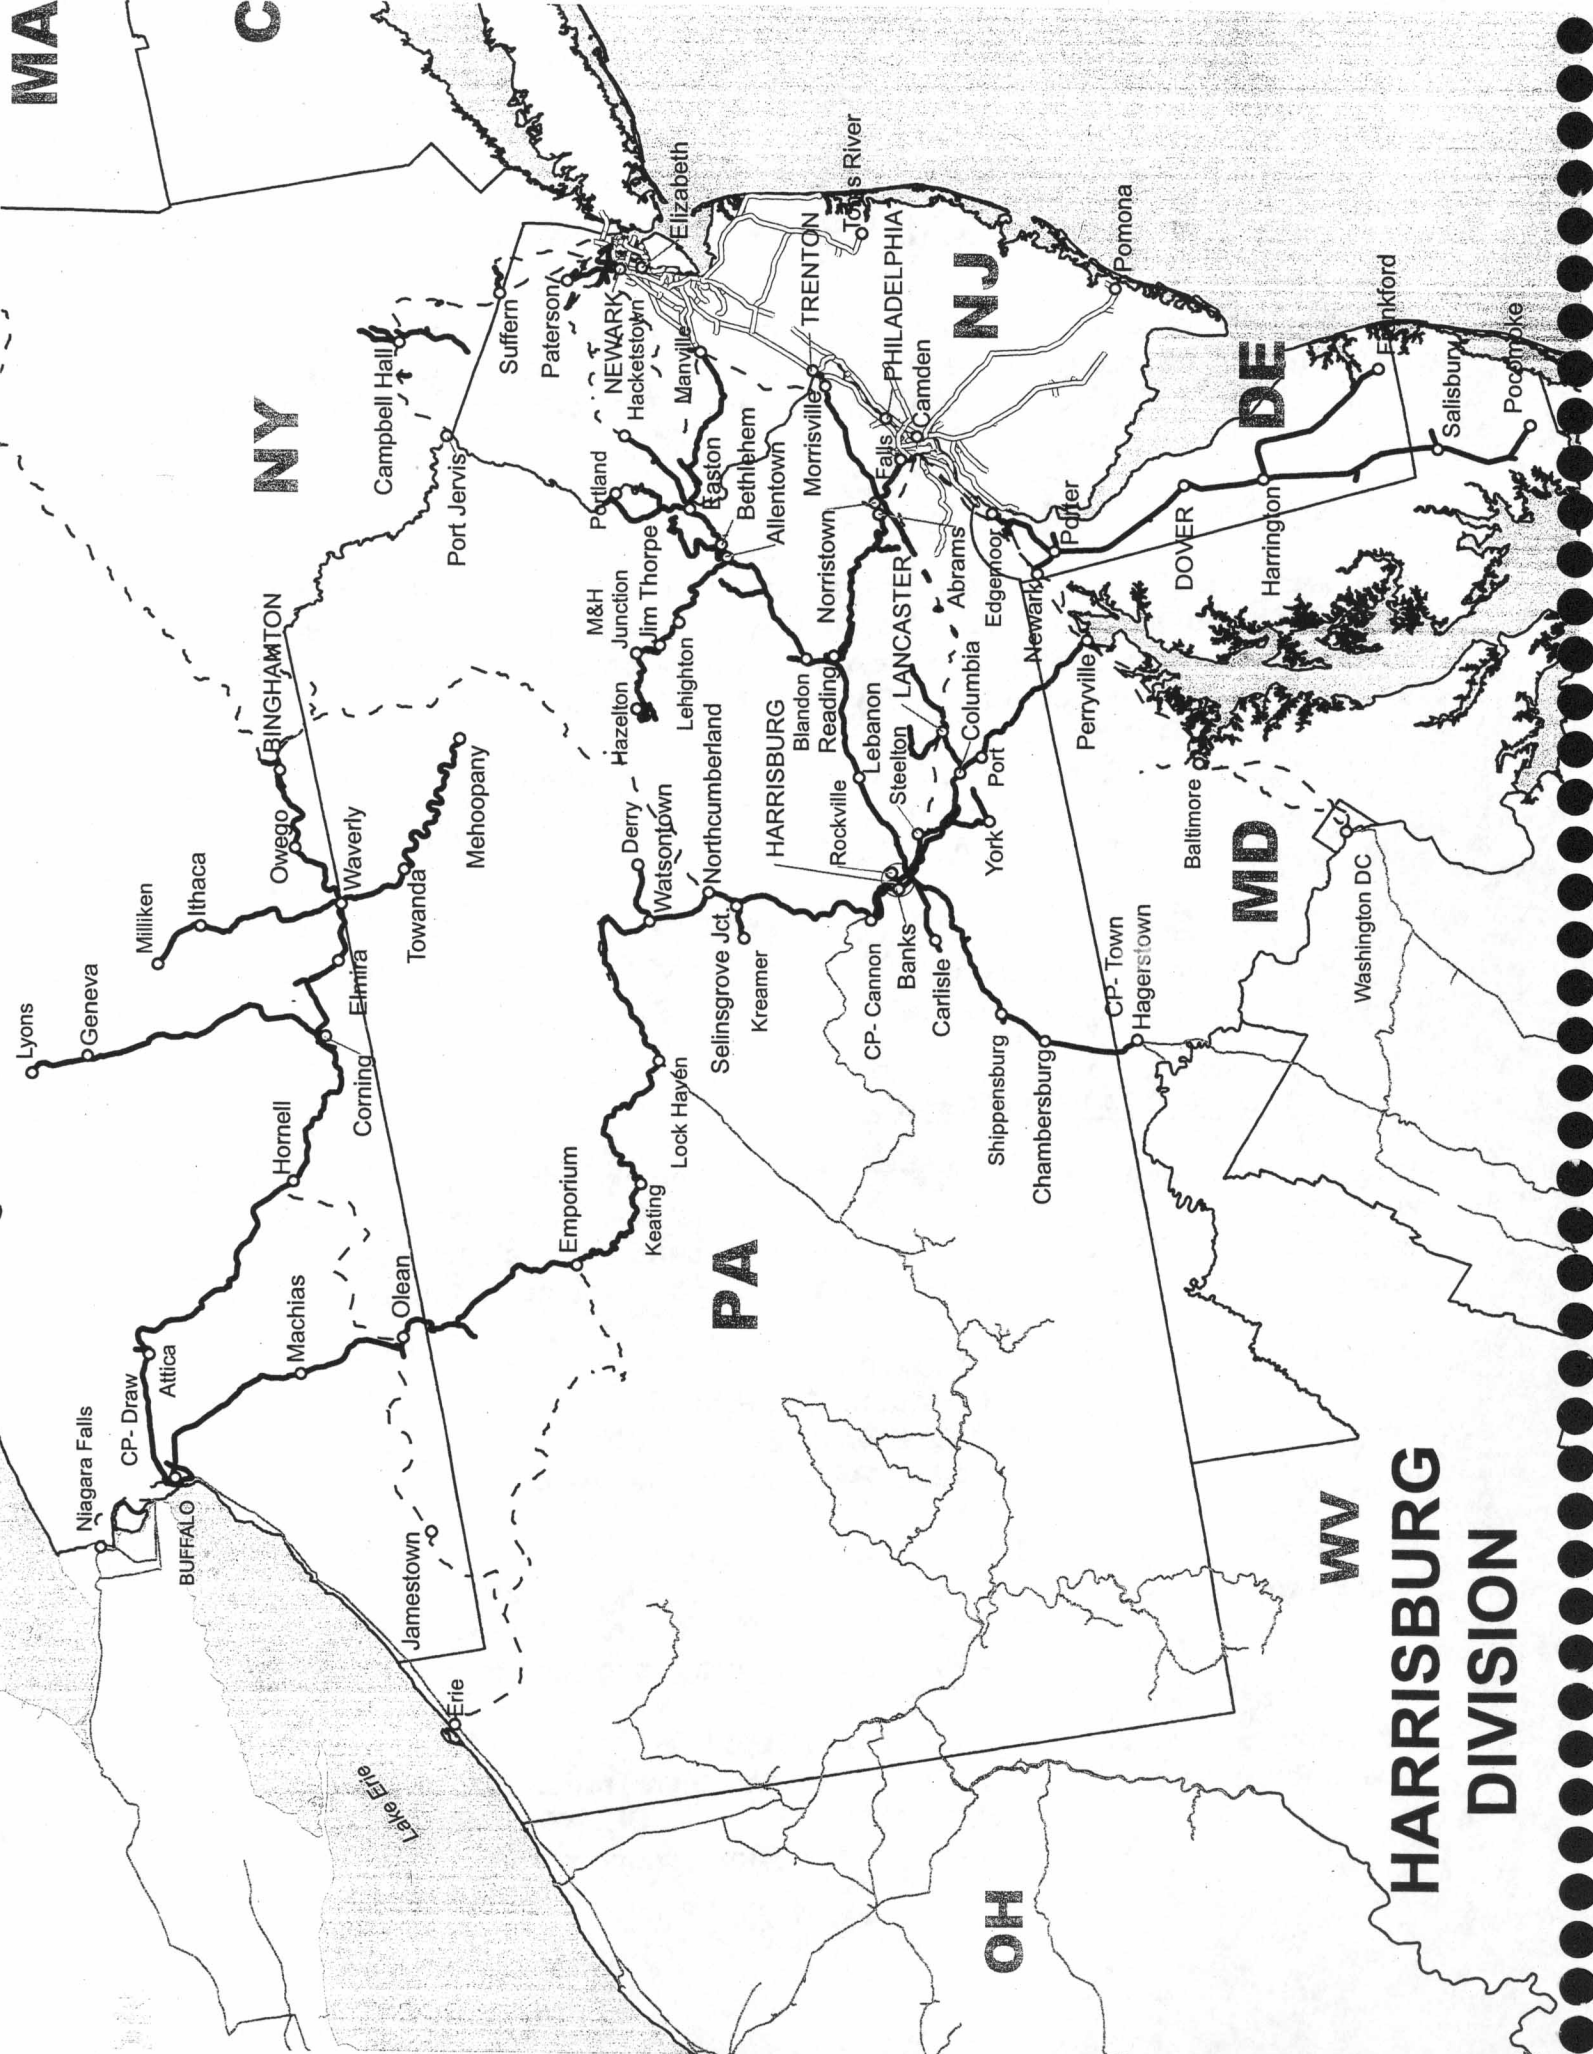 MA
C
NY
NJ
PA
DE
MD
WV
OH
Lyons
Geneva
Milliken
Ithaca
Owego
BINGHAMTON
Waverly
Elmira
Corning
Hornell
Towanda
Mehoopany
Niagara Falls
CP- Draw
Attica
BUFFALO
Machias
Olean
Jamestown
Erie
Lake Erie
Emporium
Keating
Lock Haven
Campbell Hall
Port Jervis
Suffern
Paterson
NEWARK
Hacketstown
Manville
Elizabeth
Portland
Easton
Bethlehem
Allentown
M&H
Junction
Jim Thorpe
Hazelton
Lehighton
Derry
Watsontown
Northcumberland
Selinsgrove Jct.
Kreamer
HARRISBURG
Rockville
CP- Cannon
Banks
Carlisle
Blandon
Reading
Lebanon
Steelton
LANCASTER
Columbia
Port
York
Norristown
Abrams
Morrisville
Falls
TRENTON
PHILADELPHIA
Camden
Toms River
Pomona
Edgemoor
Newark
Porter
Perryville
DOVER
Harrington
Frankford
Salisbury
Pocomoke
Baltimore
Washington DC
Shippensburg
Chambersburg
CP- Town
Hagerstown
HARRISBURG
DIVISION